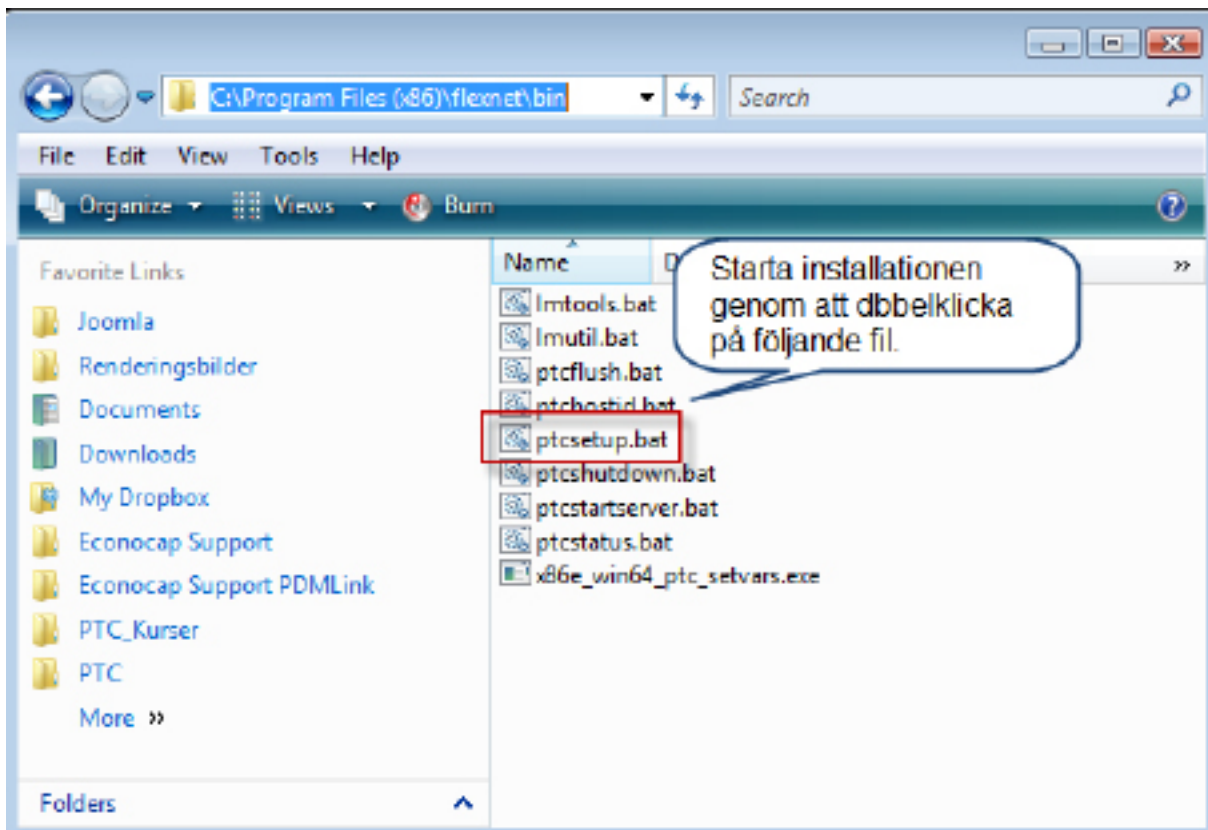 C:\Program Files (x86)\flexnet\bin
Search
File Edit View Tools Help
Organize Views Burn
Favorite Links
Joomla
Renderingsbilder
Documents
Downloads
My Dropbox
Econocap Support
Econocap Support PDMLink
PTC_Kurser
PTC
More »
Folders
Name D »
lmtools.bat
lmutil.bat
ptcflush.bat
ptchostid.bat
ptcsetup.bat
ptcshutdown.bat
ptcstartserver.bat
ptcstatus.bat
x86e_win64_ptc_setvars.exe
Starta installationen
genom att dbbelklicka
på följande fil.